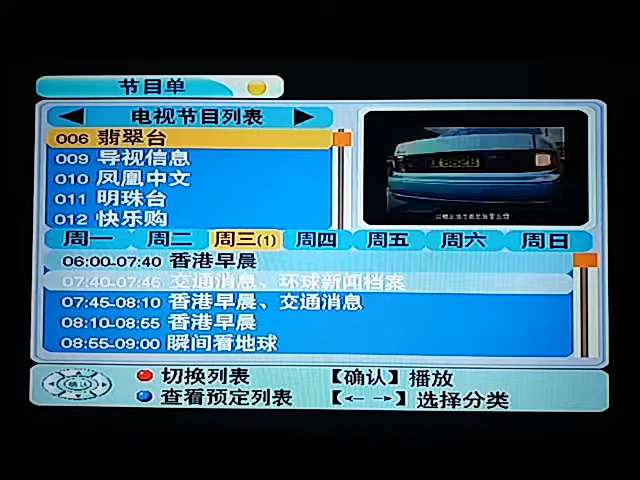 节目单
电视节目列表
006 翡翠台
009 导视信息
010 凤凰中文
011 明珠台
012 快乐购
周一 周二 周三(1) 周四 周五 周六 周日
06:00-07:40 香港早晨
07:40-07:45 交通消息、环球新闻档案
07:45-08:10 香港早晨、交通消息
08:10-08:55 香港早晨
08:55-09:00 瞬间看地球
确认
切换列表 【确认】播放
查看预定列表 【←→】选择分类